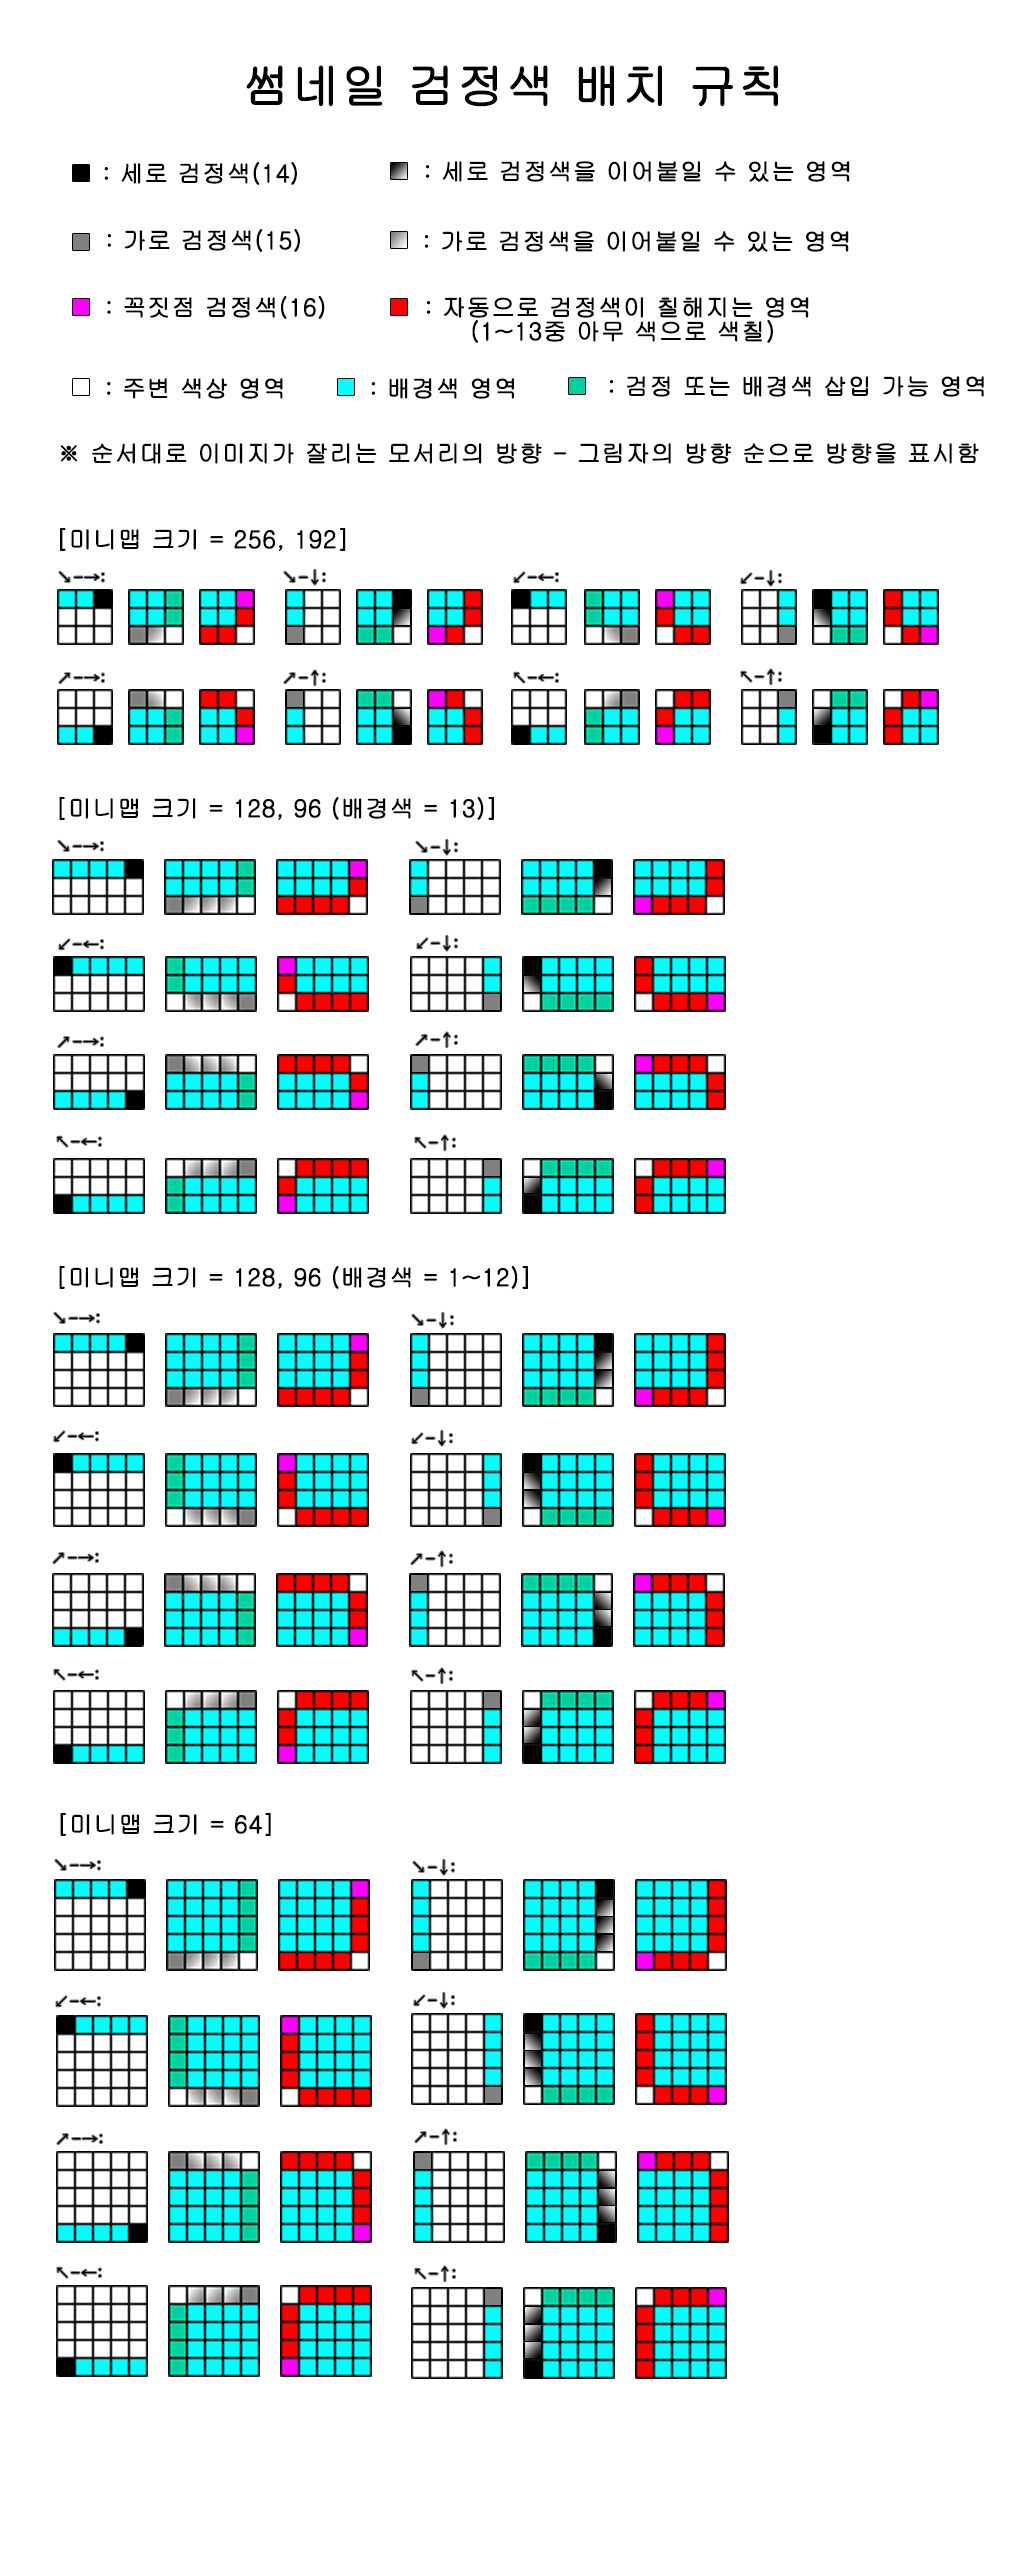 썸네일 검정색 배치 규칙
: 세로 검정색(14)
: 세로 검정색을 이어붙일 수 있는 영역
: 가로 검정색(15)
: 가로 검정색을 이어붙일 수 있는 영역
: 꼭짓점 검정색(16)
: 자동으로 검정색이 칠해지는 영역
(1~13중 아무 색으로 색칠)
: 주변 색상 영역
: 배경색 영역
: 검정 또는 배경색 삽입 가능 영역
※ 순서대로 이미지가 잘리는 모서리의 방향 - 그림자의 방향 순으로 방향을 표시함
[미니맵 크기 = 256, 192]
↘-→:
↘-↓:
↙-←:
↙-↓:
↗-→:
↗-↑:
↖-←:
↖-↑:
[미니맵 크기 = 128, 96 (배경색 = 13)]
↘-→:
↘-↓:
↙-←:
↙-↓:
↗-→:
↗-↑:
↖-←:
↖-↑:
[미니맵 크기 = 128, 96 (배경색 = 1~12)]
↘-→:
↘-↓:
↙-←:
↙-↓:
↗-→:
↗-↑:
↖-←:
↖-↑:
[미니맵 크기 = 64]
↘-→:
↘-↓:
↙-←:
↙-↓:
↗-→:
↗-↑:
↖-←:
↖-↑: